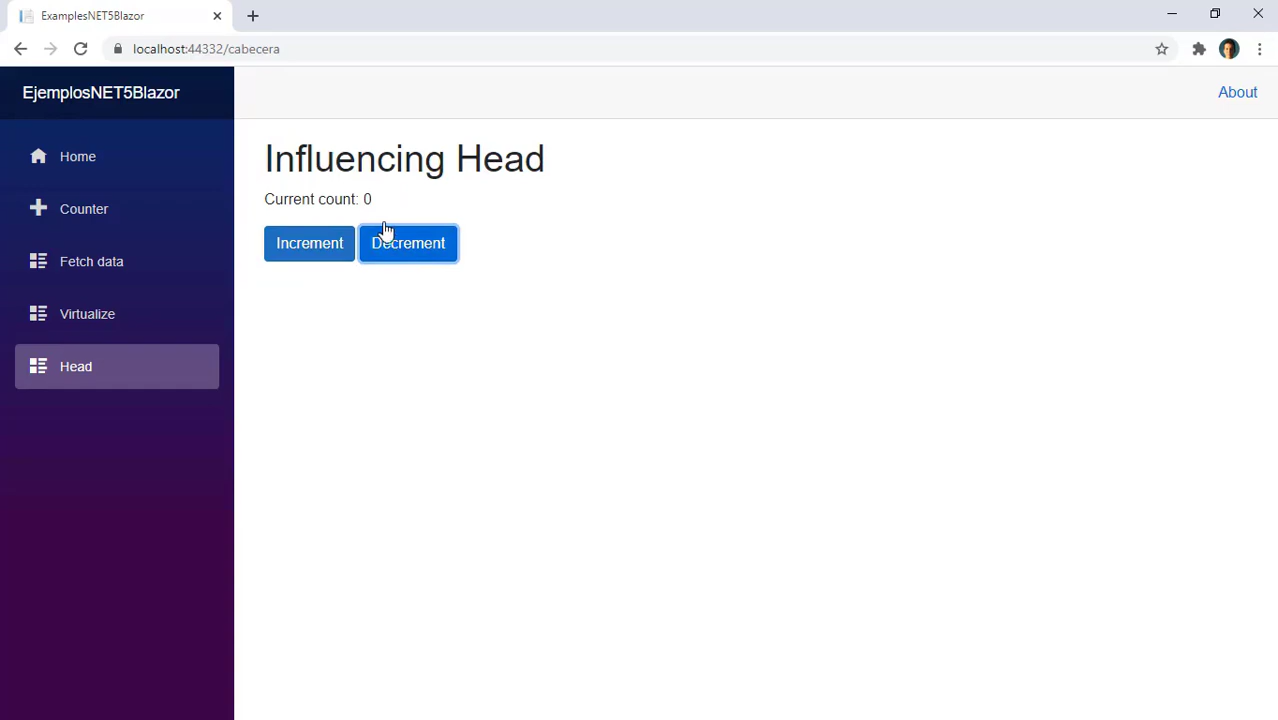 ExamplesNET5Blazor
localhost:44332/cabecera
EjemplosNET5Blazor
About
Home
Counter
Fetch data
Virtualize
Head
Influencing Head
Current count: 0
Increment
Decrement